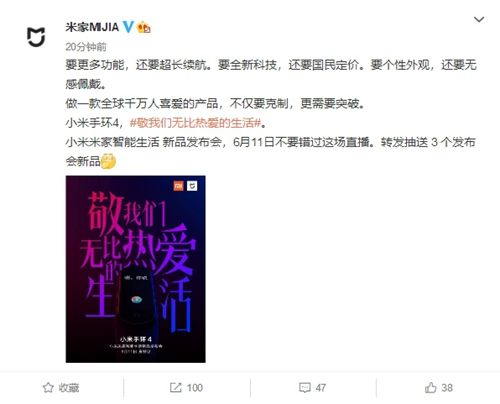 米家MIJIA
20分钟前
要更多功能，还要超长续航。要全新科技，还要国民定价。要个性外观，还要无
感佩戴。
做一款全球千万人喜爱的产品，不仅要克制，更需要突破。
小米手环4，#敬我们无比热爱的生活#。
小米米家智能生活 新品发布会，6月11日不要错过这场直播。转发抽送 3 个发布
会新品
敬我们
无比热爱
的
生活
小米手环 4
收藏
100
47
38